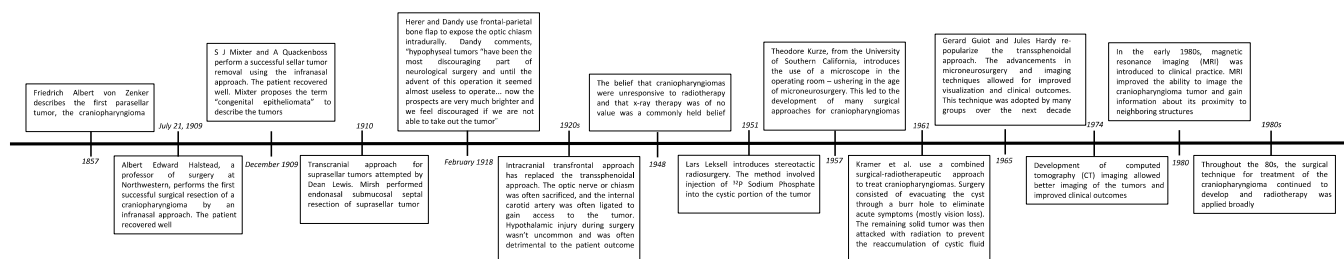 Friedrich Albert von Zenker
describes the first parasellar
tumor, the craniopharyngioma
1857
July 21, 1909
Albert Edward Halstead, a
professor of surgery at
Northwestern, performs the first
successful surgical resection of a
craniopharyngioma by an
infranasal approach. The patient
recovered well
S J Mixter and A Quackenboss
perform a successful sellar tumor
removal using the infranasal
approach. The patient recovered
well. Mixter proposes the term
"congenital epitheliomata" to
describe the tumors
December 1909
1910
Transcranial approach for
suprasellar tumors attempted by
Dean Lewis. Mirsh performed
endonasal submucosal septal
resection of suprasellar tumor
Herer and Dandy use frontal-parietal
bone flap to expose the optic chiasm
intradurally. Dandy comments,
"hypophyseal tumors "have been the
most discouraging part of
neurological surgery and until the
advent of this operation it seemed
almost useless to operate... now the
prospects are very much brighter and
we feel discouraged if we are not
able to take out the tumor"
February 1918
1920s
Intracranial transfrontal approach
has replaced the transsphenoidal
approach. The optic nerve or chiasm
was often sacrificed, and the internal
carotid artery was often ligated to
gain access to the tumor.
Hypothalamic injury during surgery
wasn't uncommon and was often
detrimental to the patient outcome
The belief that craniopharyngiomas
were unresponsive to radiotherapy
and that x-ray therapy was of no
value was a commonly held belief
1948
1951
Lars Leksell introduces stereotactic
radiosurgery. The method involved
injection of ³²P Sodium Phosphate
into the cystic portion of the tumor
Theodore Kurze, from the University
of Southern California, introduces
the use of a microscope in the
operating room – ushering in the age
of microneurosurgery. This led to the
development of many surgical
approaches for craniopharyngiomas
1957
1961
Kramer et al. use a combined
surgical-radiotherapeutic approach
to treat craniopharyngiomas. Surgery
consisted of evacuating the cyst
through a burr hole to eliminate
acute symptoms (mostly vision loss).
The remaining solid tumor was then
attacked with radiation to prevent
the reaccumulation of cystic fluid
Gerard Guiot and Jules Hardy re-
popularize the transsphenoidal
approach. The advancements in
microneurosurgery and imaging
techniques allowed for improved
visualization and clinical outcomes.
This technique was adopted by many
groups over the next decade
1965
1974
Development of computed
tomography (CT) imaging allowed
better imaging of the tumors and
improved clinical outcomes
In the early 1980s, magnetic
resonance imaging (MRI) was
introduced to clinical practice. MRI
improved the ability to image the
craniopharyngioma tumor and gain
information about its proximity to
neighboring structures
1980
1980s
Throughout the 80s, the surgical
technique for treatment of the
craniopharyngioma continued to
develop and radiotherapy was
applied broadly